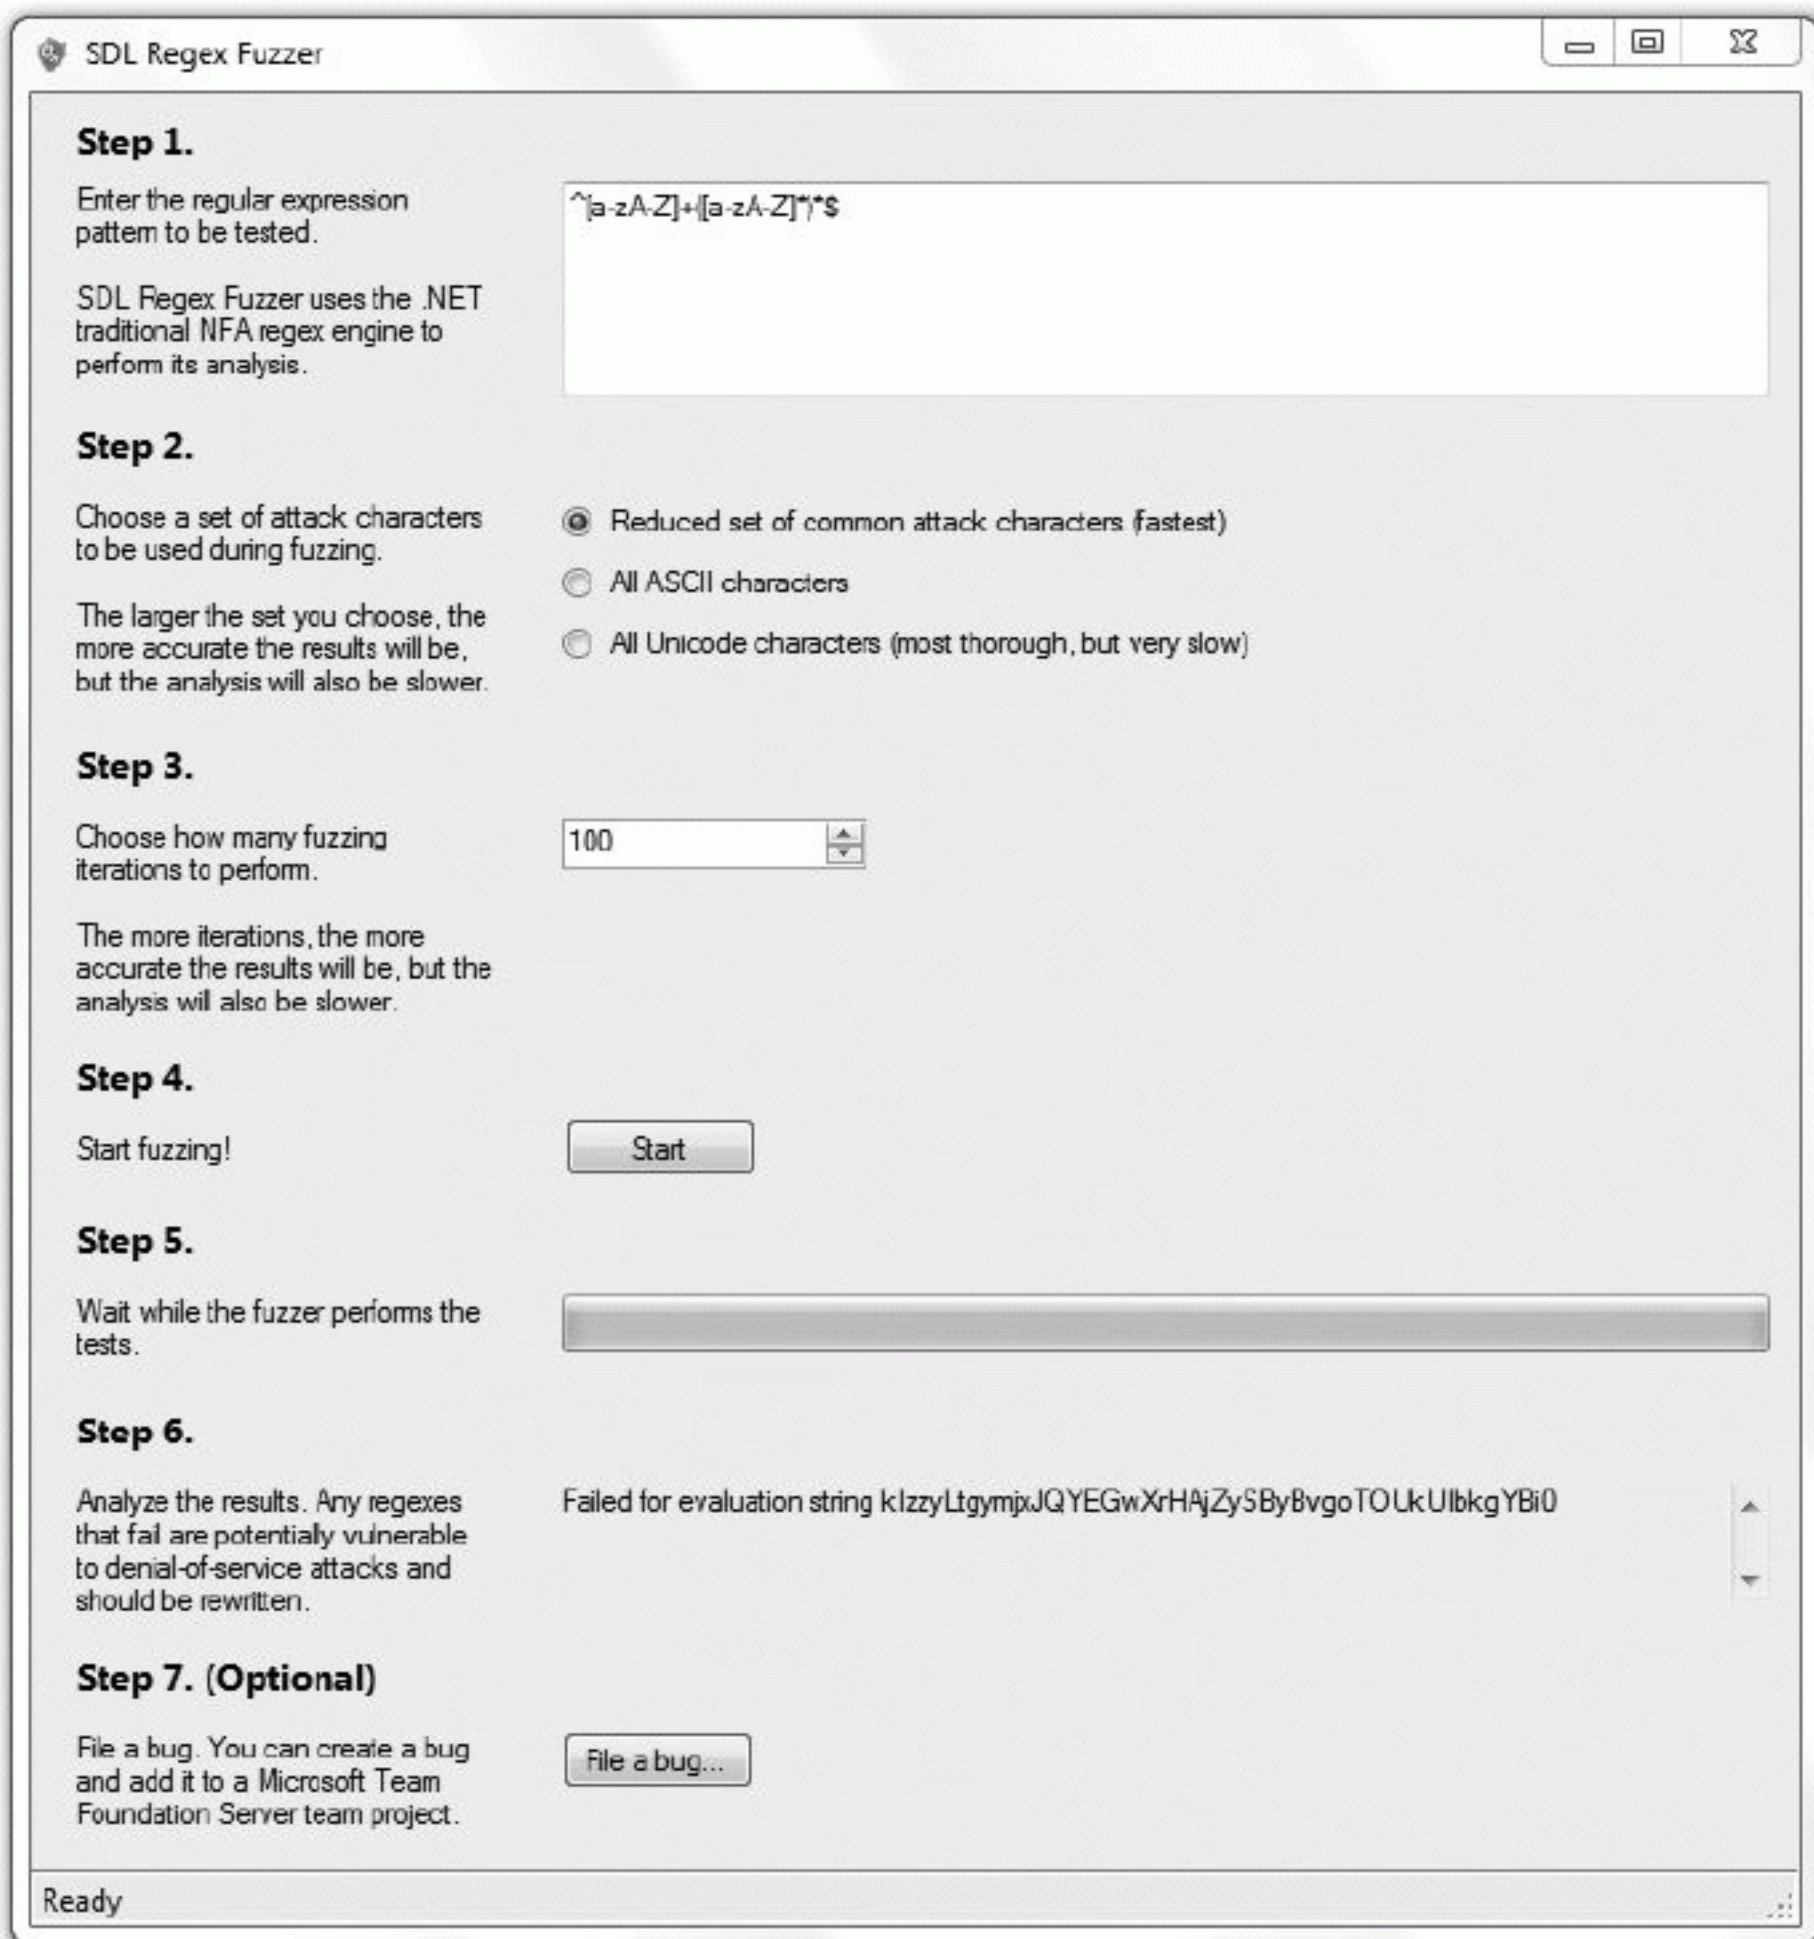 SDL Regex Fuzzer
Step 1.
Enter the regular expression
pattern to be tested.
^[a-zA-Z]+([a-zA-Z]*)*$
SDL Regex Fuzzer uses the .NET
traditional NFA regex engine to
perform its analysis.
Step 2.
Choose a set of attack characters
to be used during fuzzing.
The larger the set you choose, the
more accurate the results will be,
but the analysis will also be slower.
Reduced set of common attack characters (fastest)
All ASCII characters
All Unicode characters (most thorough, but very slow)
Step 3.
Choose how many fuzzing
iterations to perform.
100
The more iterations, the more
accurate the results will be, but the
analysis will also be slower.
Step 4.
Start fuzzing!
Start
Step 5.
Wait while the fuzzer performs the
tests.
Step 6.
Analyze the results. Any regexes
that fail are potentially vulnerable
to denial-of-service attacks and
should be rewritten.
Failed for evaluation string
Step 7. (Optional)
File a bug. You can create a bug
and add it to a Microsoft Team
Foundation Server team project.
File a bug...
Ready